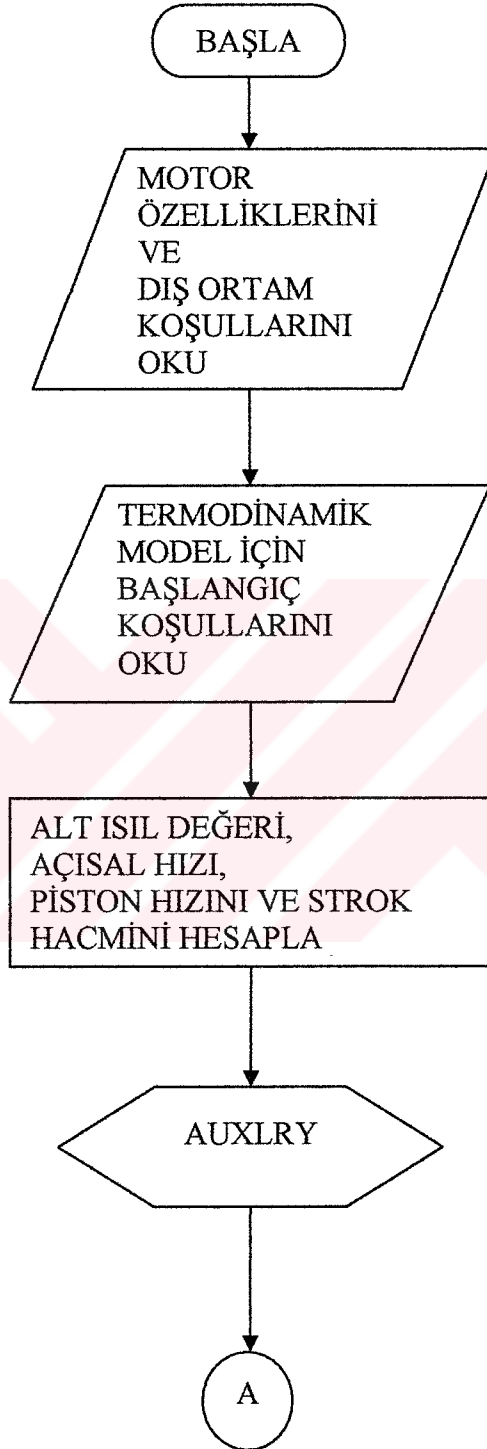 BAŞLA
MOTOR
ÖZELLİKLERİNİ
VE
DIŞ ORTAM
KOŞULLARINI
OKU
TERMODİNAMİK
MODEL İÇİN
BAŞLANGIÇ
KOŞULLARINI
OKU
ALT ISIL DEĞERİ,
AÇISAL HIZI,
PİSTON HIZINI VE STROK
HACMİNİ HESAPLA
AUXLRY
A